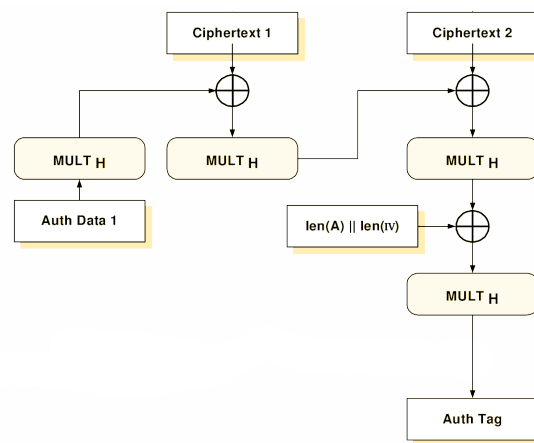 Ciphertext 1
Ciphertext 2
MULT H
MULT H
MULT H
Auth Data 1
len(A) || len(IV)
MULT H
Auth Tag